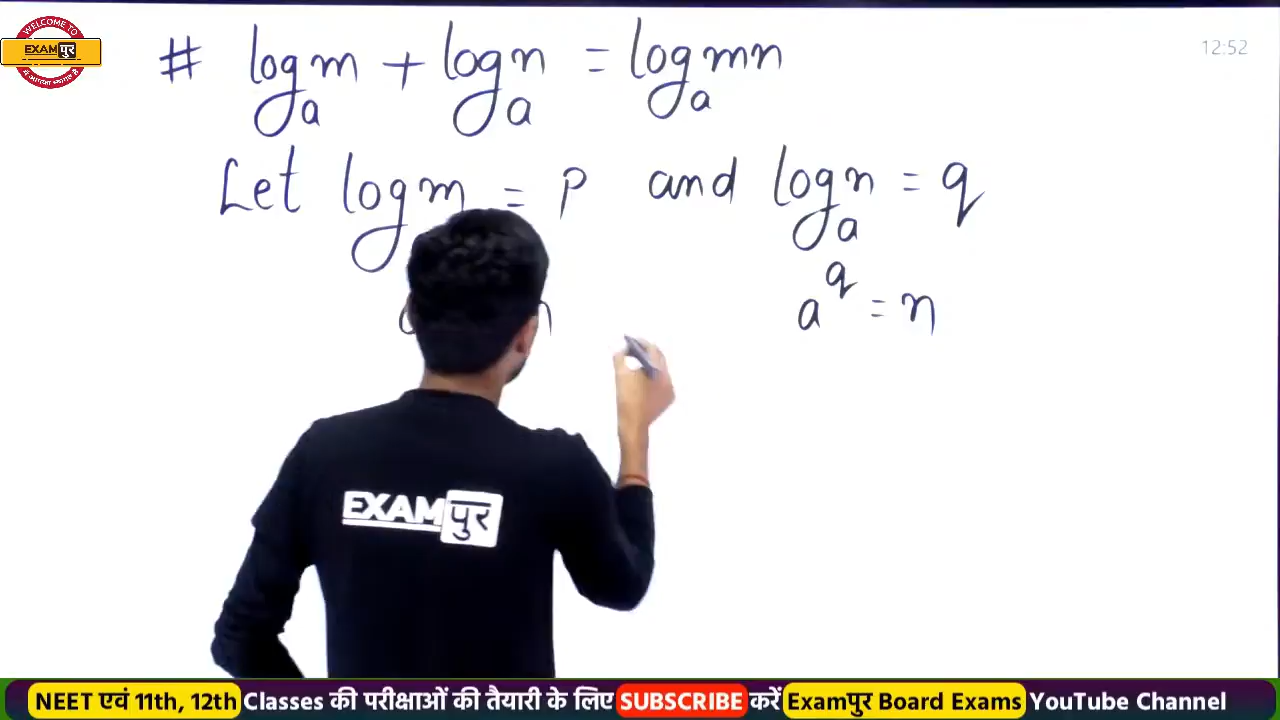 WELCOME TO
EXAMपुर
12:52
# logₐm + logₐn = logₐmn
Let log m = p and logₐn = q
a^q = n
EXAMपुर
NEET एवं 11th, 12th Classes की परीक्षाओं की तैयारी के लिए SUBSCRIBE करें Examपुर Board Exams YouTube Channel